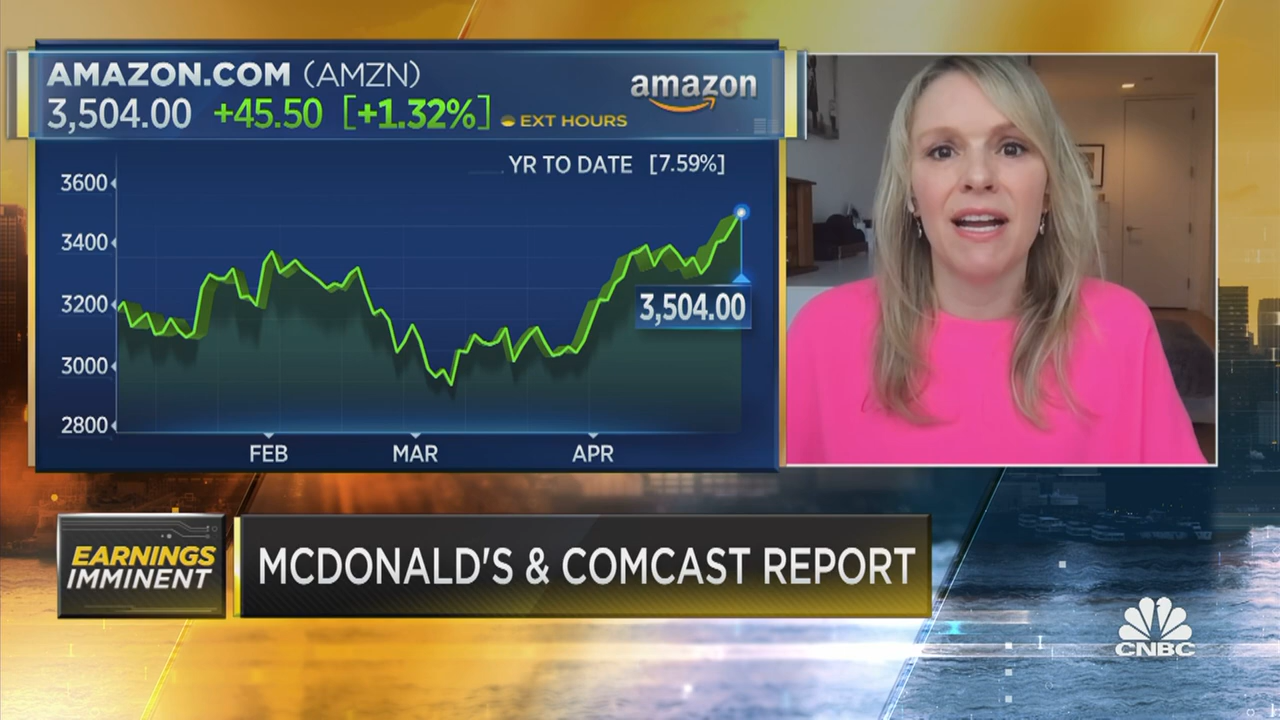 AMAZON.COM (AMZN)
3,504.00 +45.50 [+1.32%] EXT HOURS
amazon
YR TO DATE [7.59%]
3600
3400
3200
3000
2800
3,504.00
FEB MAR APR
EARNINGS
IMMINENT
MCDONALD'S & COMCAST REPORT
CNBC